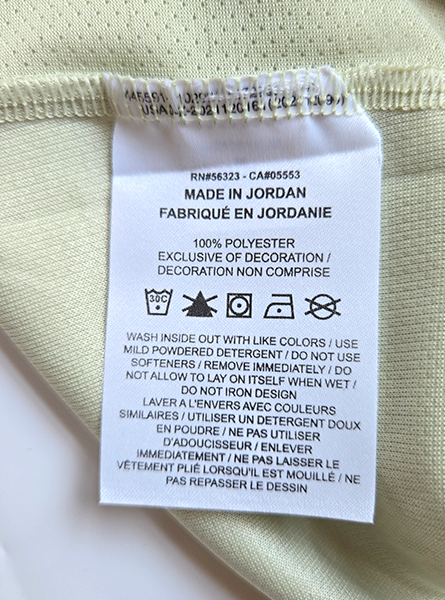 RN#56323 - CA#05553
MADE IN JORDAN
FABRIQUÉ EN JORDANIE
100% POLYESTER
EXCLUSIVE OF DECORATION /
DECORATION NON COMPRISE
30C
WASH INSIDE OUT WITH LIKE COLORS / USE
MILD POWDERED DETERGENT / DO NOT USE
SOFTENERS / REMOVE IMMEDIATELY / DO
NOT ALLOW TO LAY ON ITSELF WHEN WET /
DO NOT IRON DESIGN
LAVER A L'ENVERS AVEC COULEURS
SIMILAIRES / UTILISER UN DETERGENT DOUX
EN POUDRE / NE PAS UTILISER
D'ADOUCISSEUR / ENLEVER
IMMEDIATEMENT / NE PAS LAISSER LE
VÊTEMENT PLIÉ LORSQU'IL EST MOUILLÉ / NE
PAS REPASSER LE DESSIN